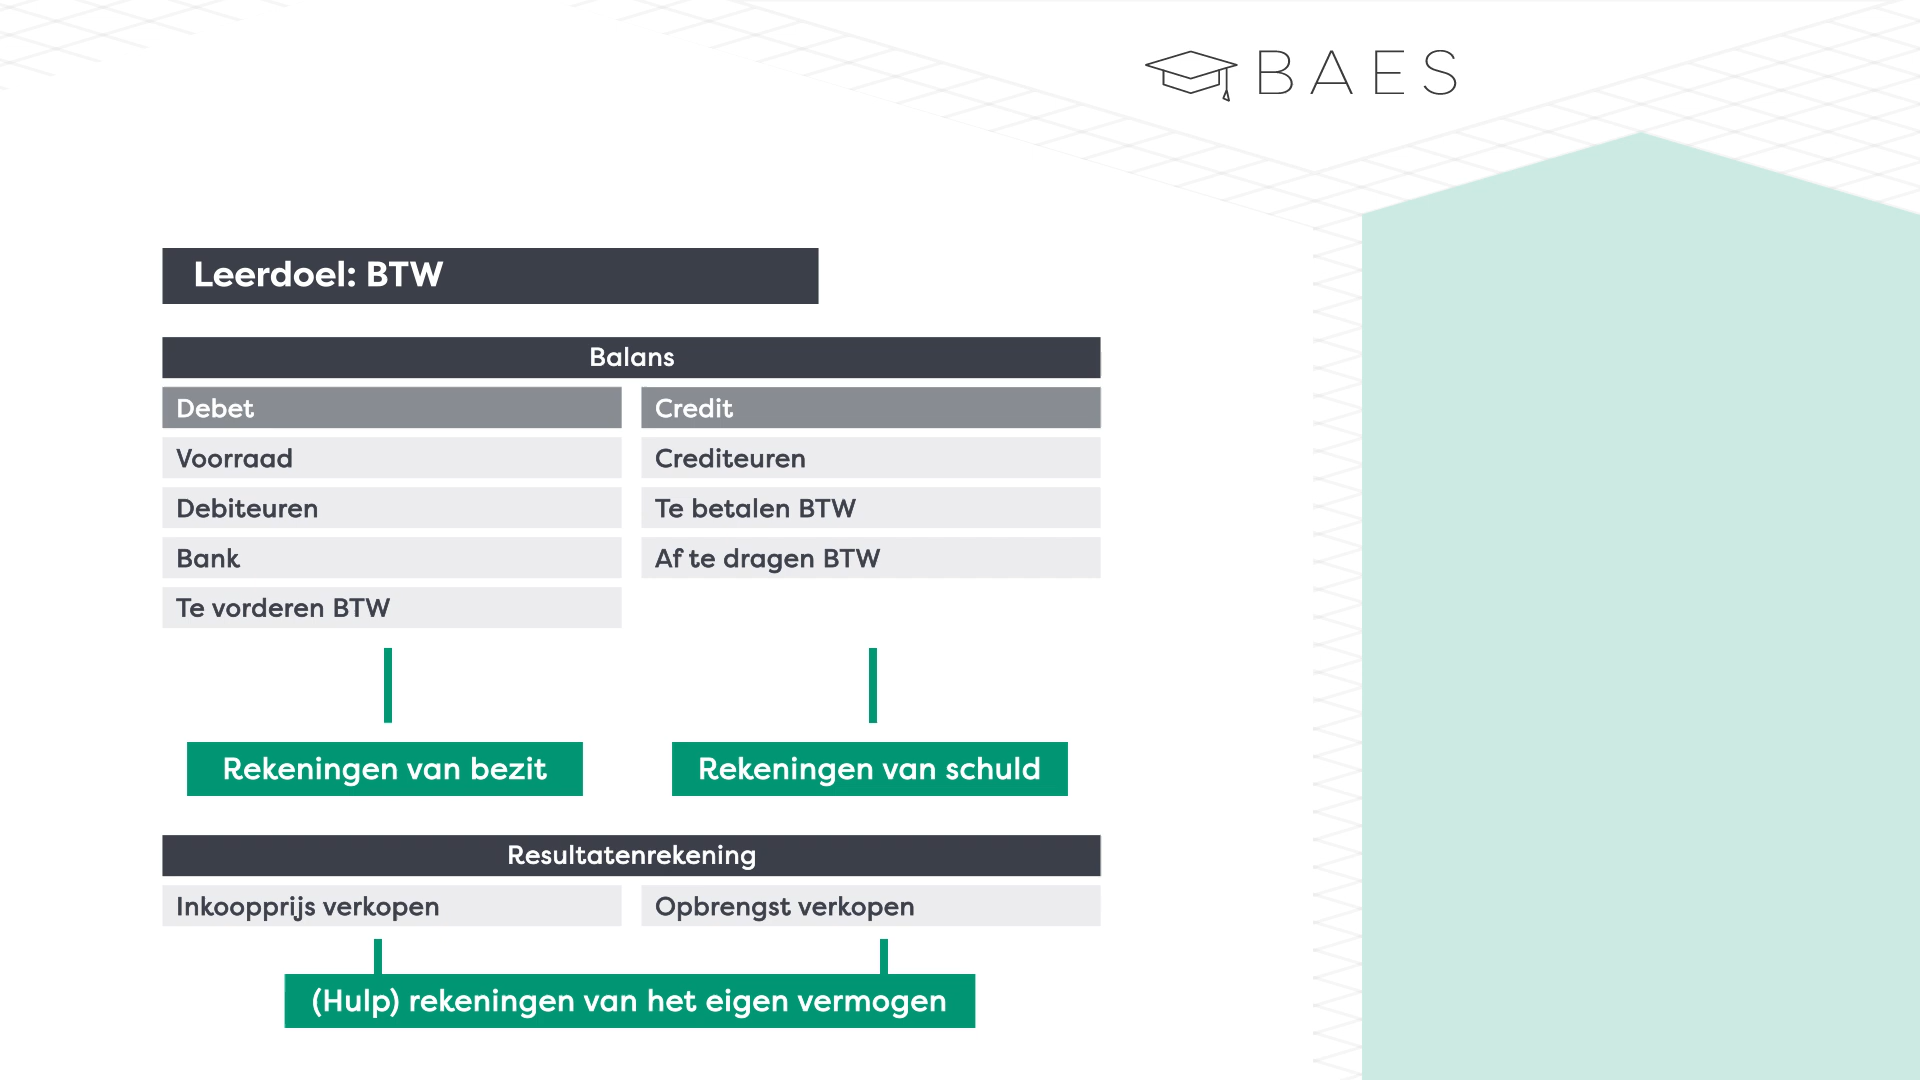 BAES
Leerdoel: BTW
Balans
Debet
Credit
Voorraad
Crediteuren
Debiteuren
Te betalen BTW
Bank
Af te dragen BTW
Te vorderen BTW
Rekeningen van bezit
Rekeningen van schuld
Resultatenrekening
Inkoopprijs verkopen
Opbrengst verkopen
(Hulp) rekeningen van het eigen vermogen